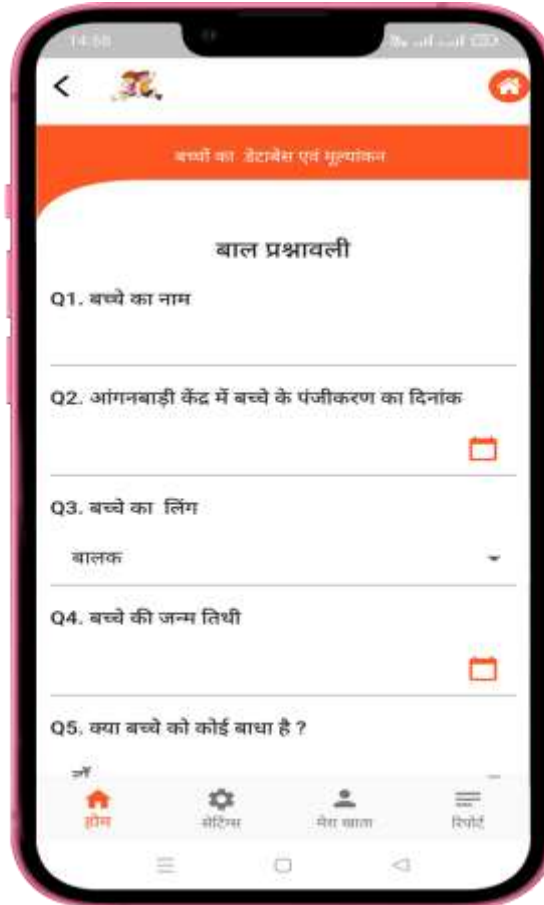 बच्चों का डेटाबेस एवं मूल्यांकन
बाल प्रश्नावली
Q1. बच्चे का नाम
Q2. आंगनबाड़ी केंद्र में बच्चे के पंजीकरण का दिनांक
Q3. बच्चे का लिंग
बालक
Q4. बच्चे की जन्म तिथी
Q5. क्या बच्चे को कोई बाधा है ?
होम सेटिंग्स मेरा खाता रिपोर्ट